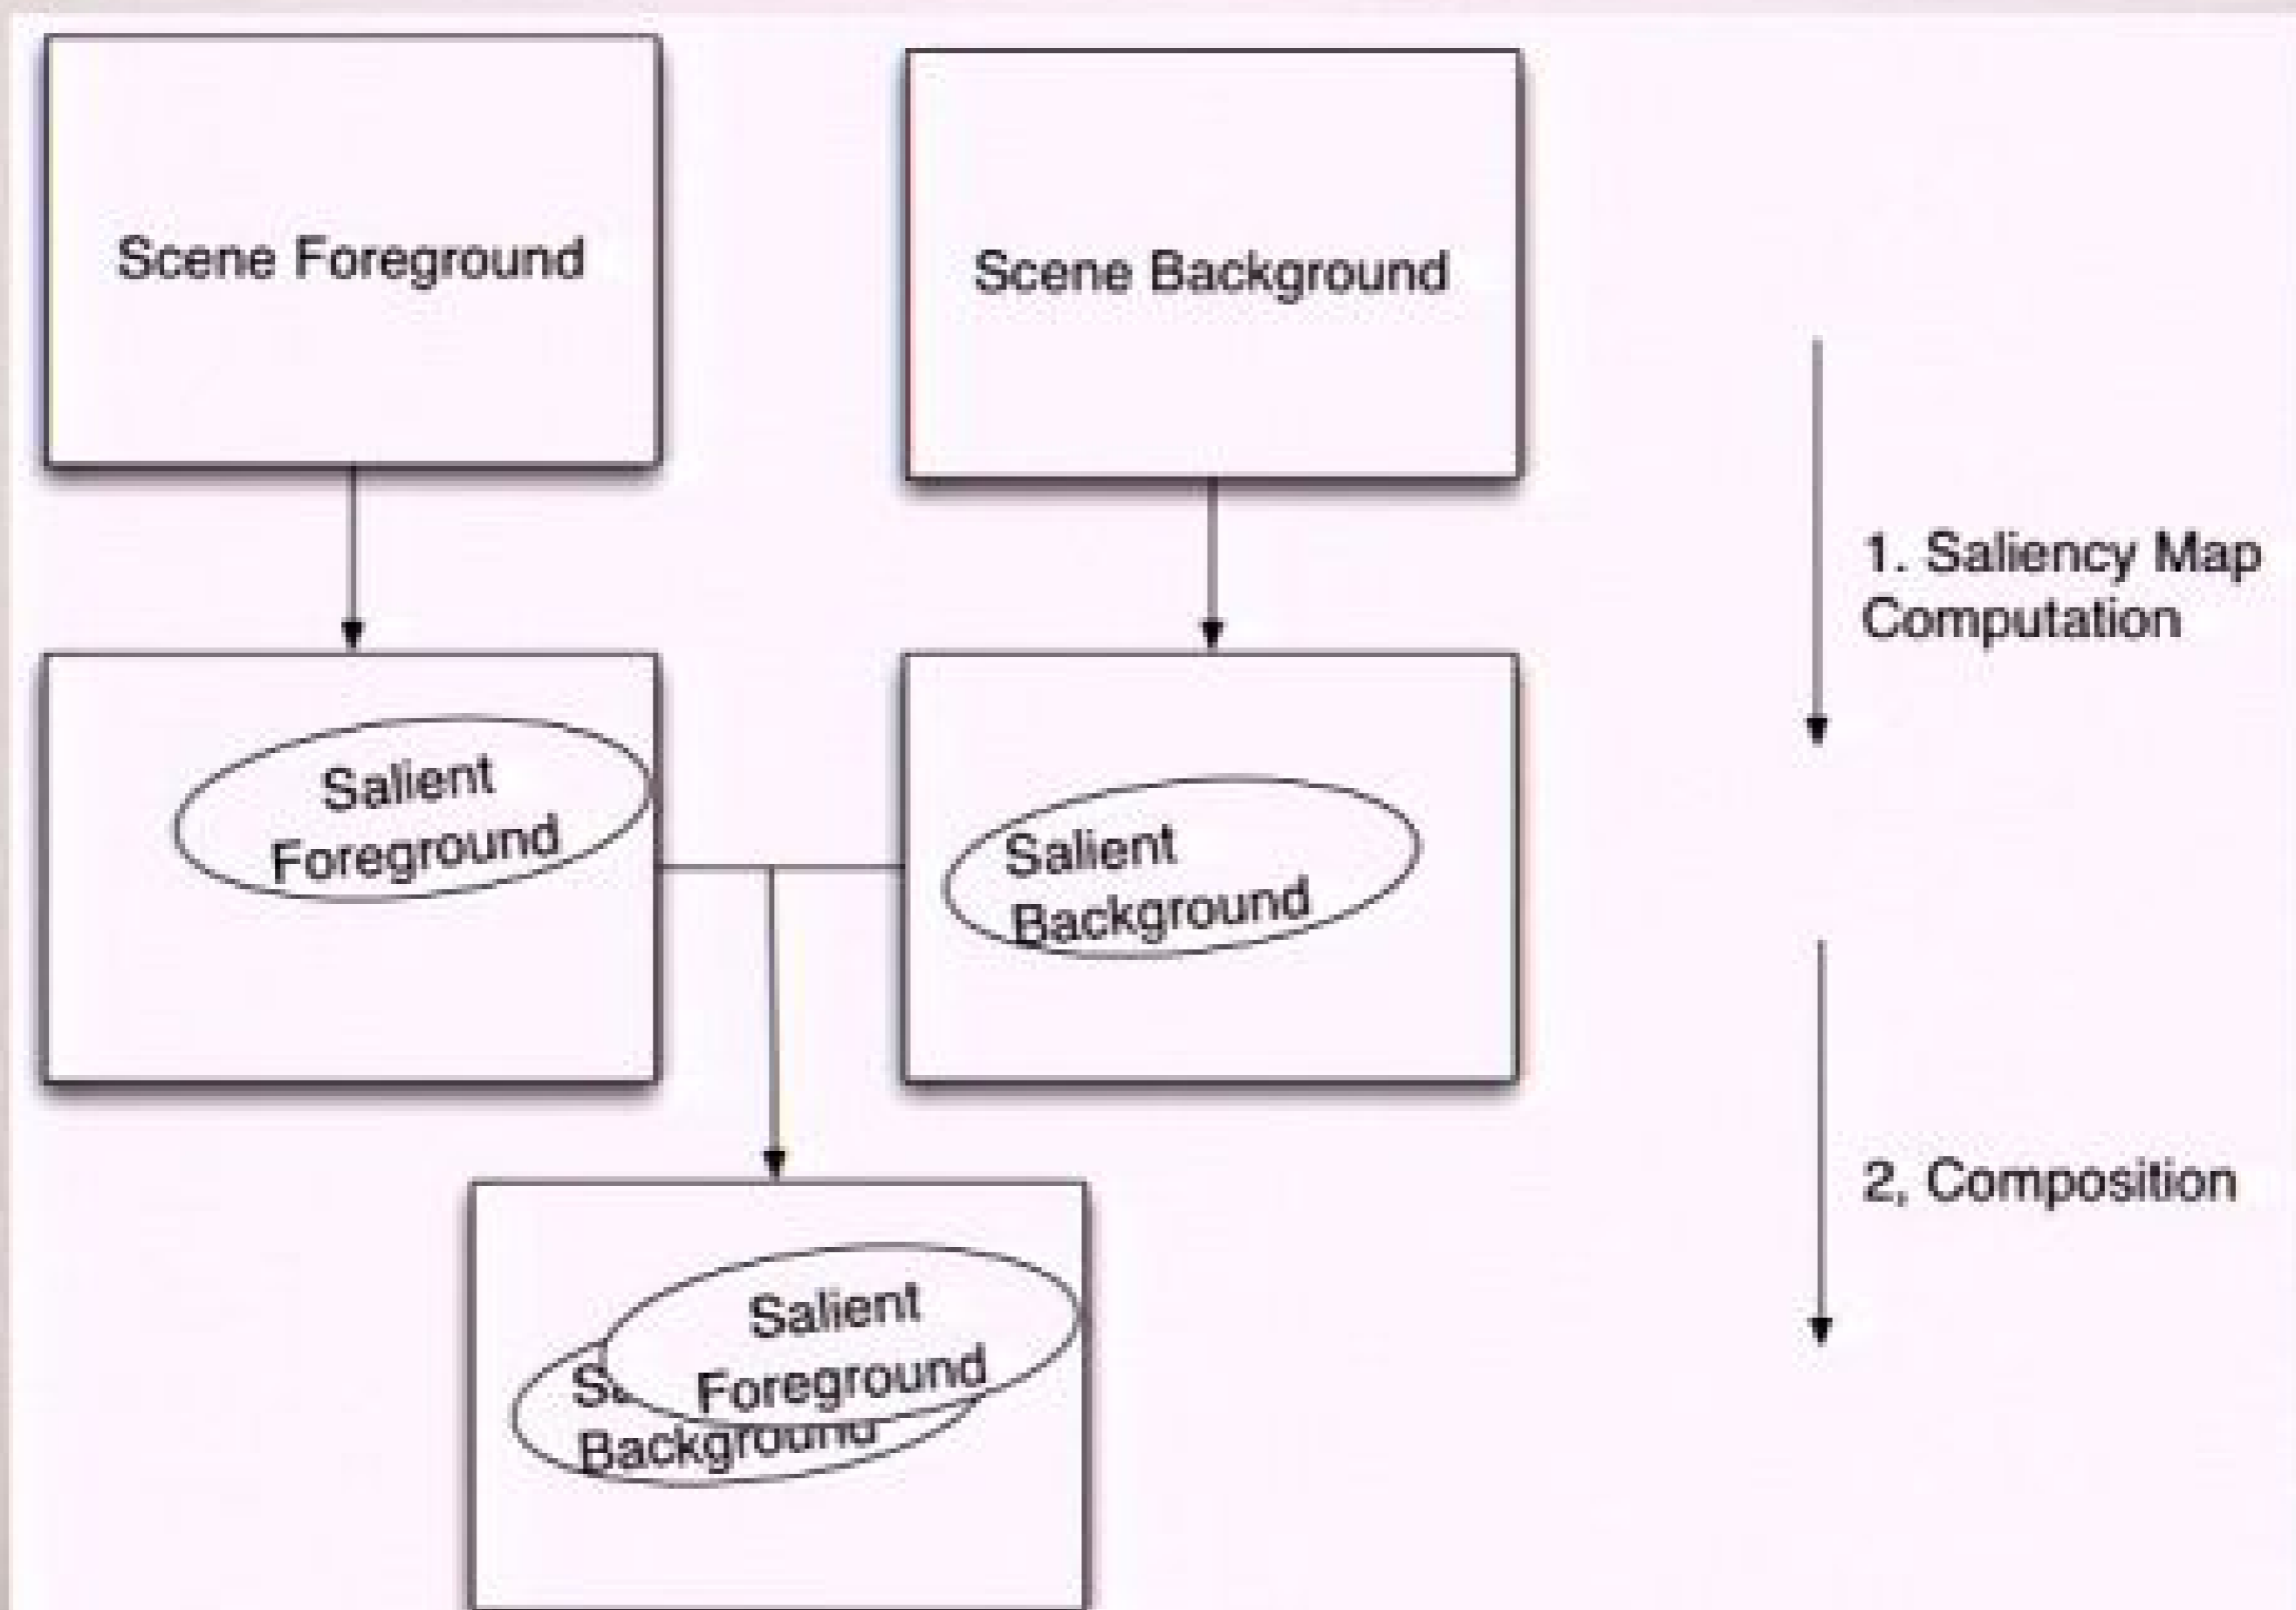 Scene Foreground
Scene Background
1. Saliency Map
Computation
Salient
Foreground
Salient
Background
2, Composition
Salient
Foreground
Background